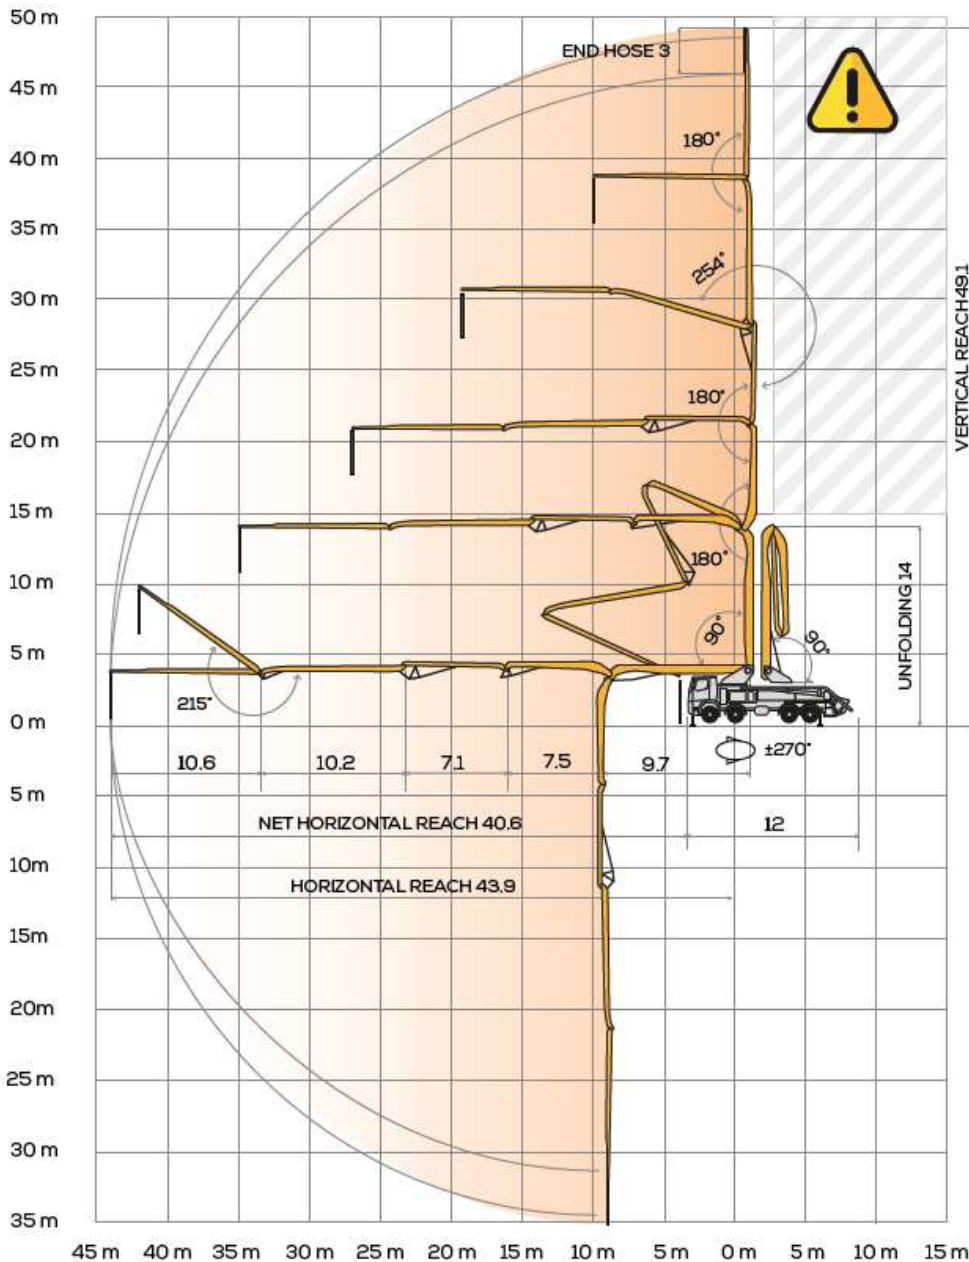 50 m
END HOSE 3
45 m
180°
40 m
35 m
254°
30 m
VERTICAL REACH 49.1
25 m
180°
20 m
15 m
180°
UNFOLDING 14
10 m
90°
90°
5 m
215°
0 m
±270°
10.6
10.2
7.1
7.5
9.7
5 m
NET HORIZONTAL REACH 40.6
12
10m
HORIZONTAL REACH 43.9
15m
20m
25 m
30 m
35 m
45 m
40 m
35 m
30 m
25 m
20 m
15 m
10 m
5 m
0 m
5 m
10 m
15 m